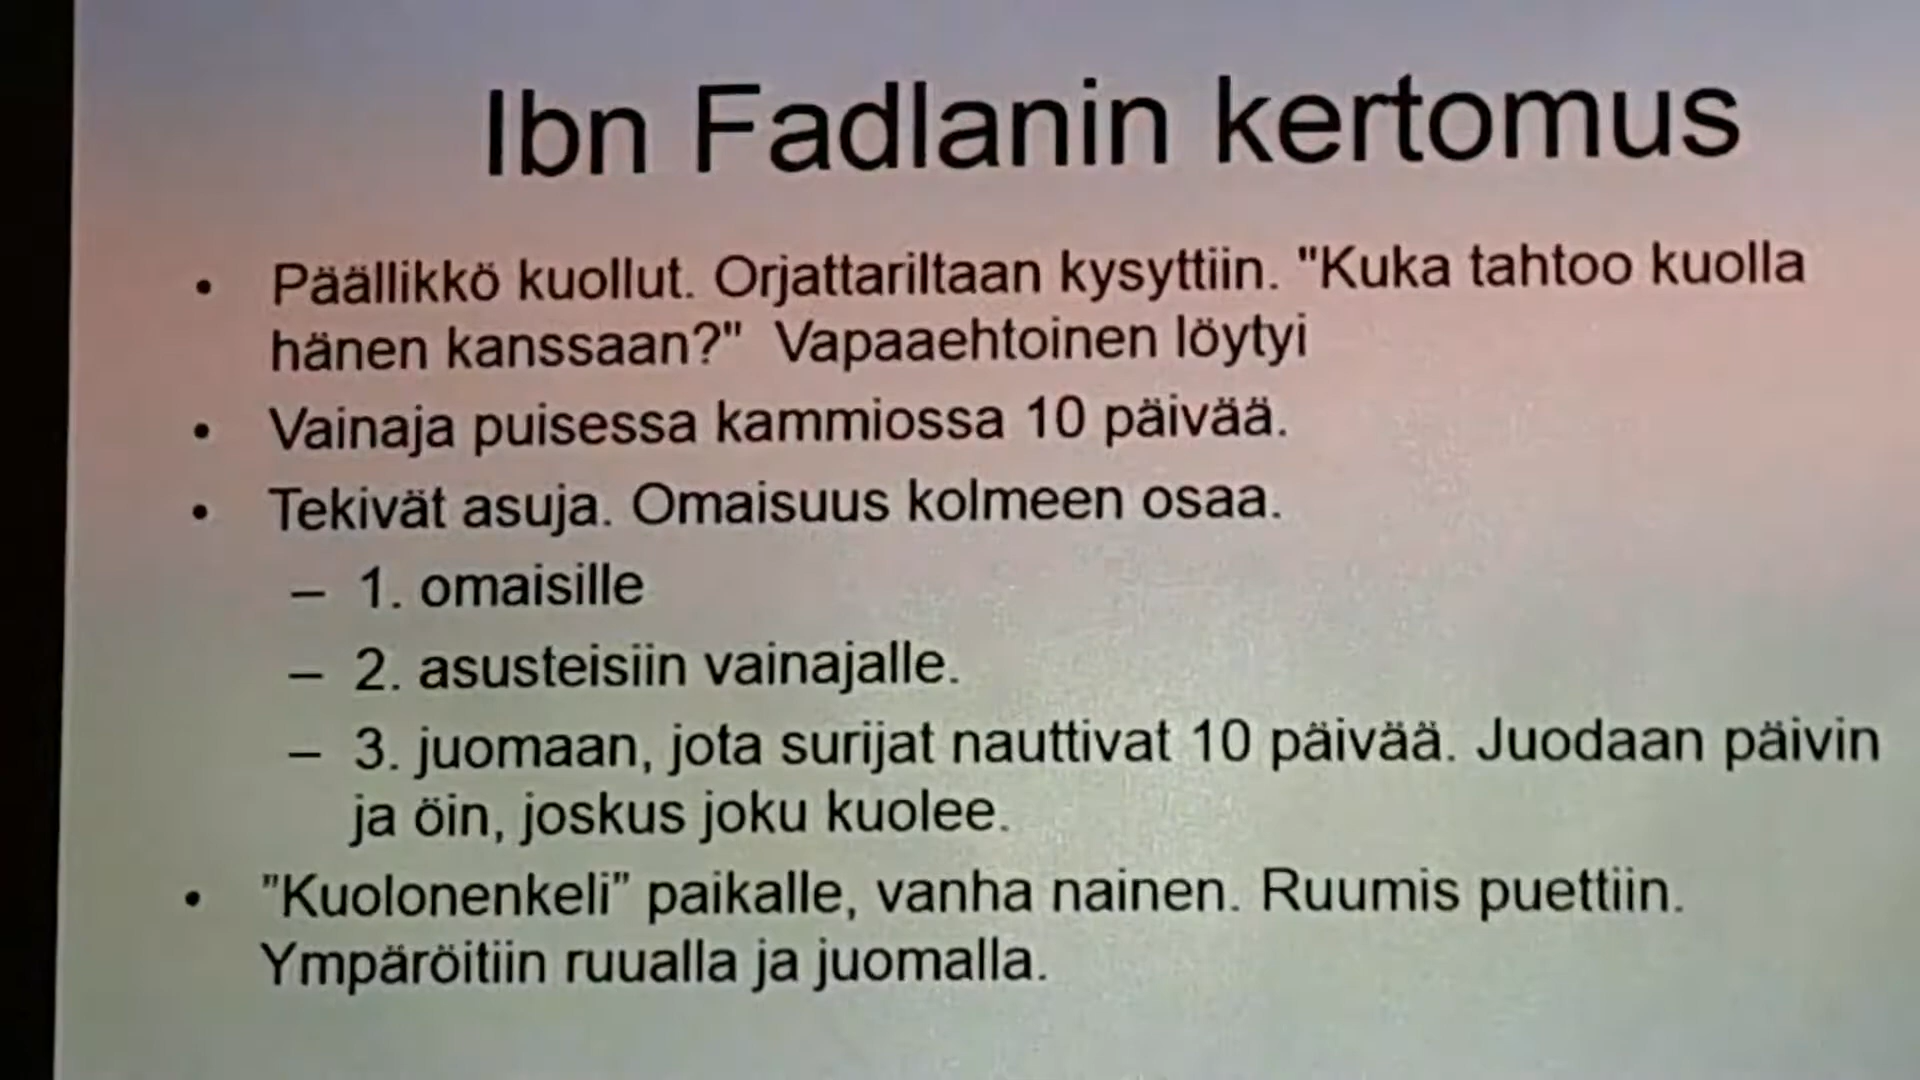 Ibn Fadlanin kertomus
• Päällikkö kuollut. Orjattariltaan kysyttiin. "Kuka tahtoo kuolla
hänen kanssaan?"  Vapaaehtoinen löytyi
• Vainaja puisessa kammiossa 10 päivää.
• Tekivät asuja. Omaisuus kolmeen osaa.
– 1. omaisille
– 2. asusteisiin vainajalle.
– 3. juomaan, jota surijat nauttivat 10 päivää. Juodaan päivin
ja öin, joskus joku kuolee.
• ”Kuolonenkeli” paikalle, vanha nainen. Ruumis puettiin.
Ympäröitiin ruualla ja juomalla.